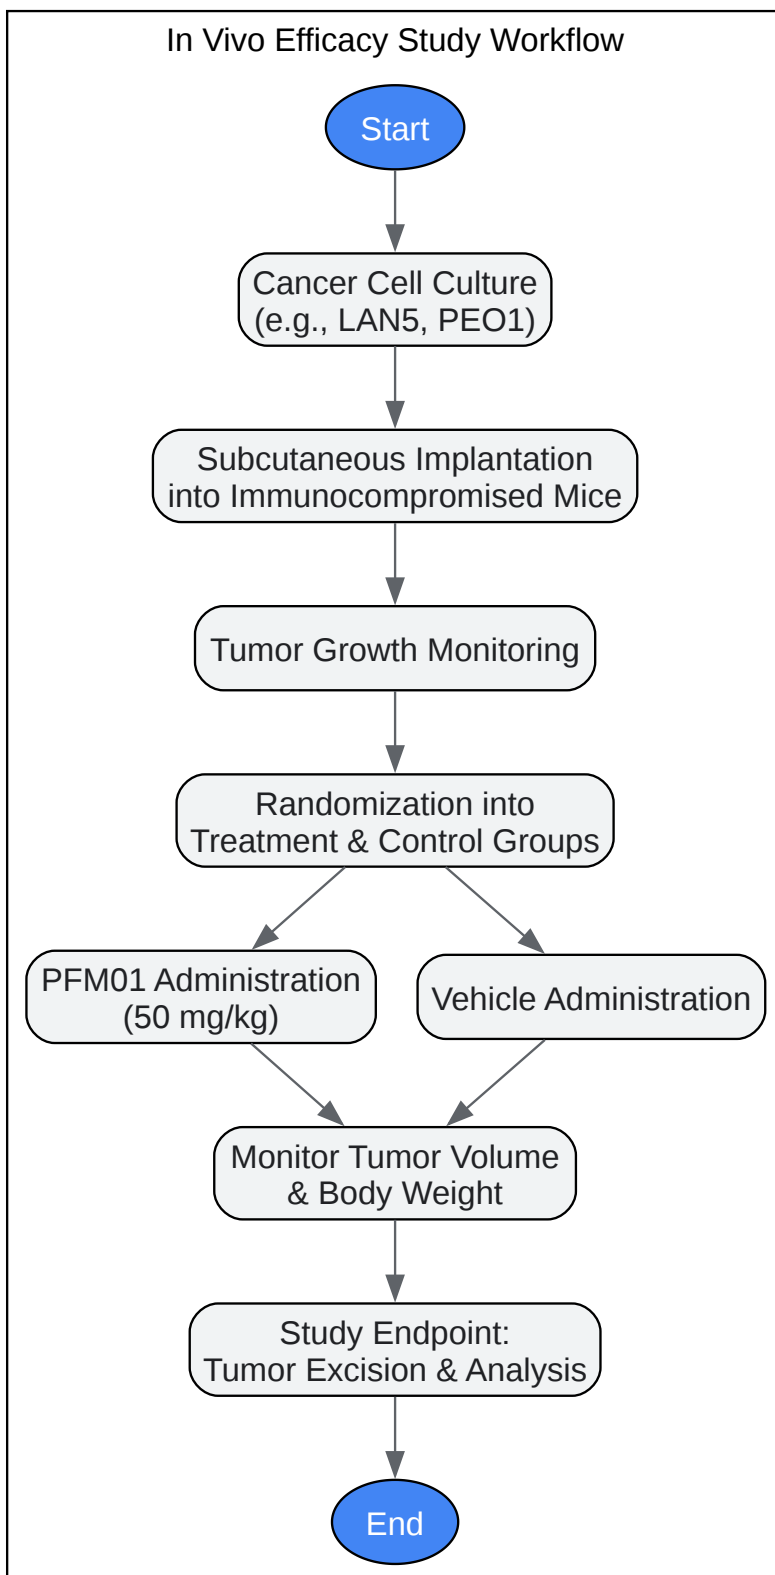 In Vivo Efficacy Study Workflow
Start
Cancer Cell Culture
(e.g., LAN5, PEO1)
Subcutaneous Implantation
into Immunocompromised Mice
Tumor Growth Monitoring
Randomization into
Treatment & Control Groups
PFM01 Administration
(50 mg/kg)
Vehicle Administration
Monitor Tumor Volume
& Body Weight
Study Endpoint:
Tumor Excision & Analysis
End